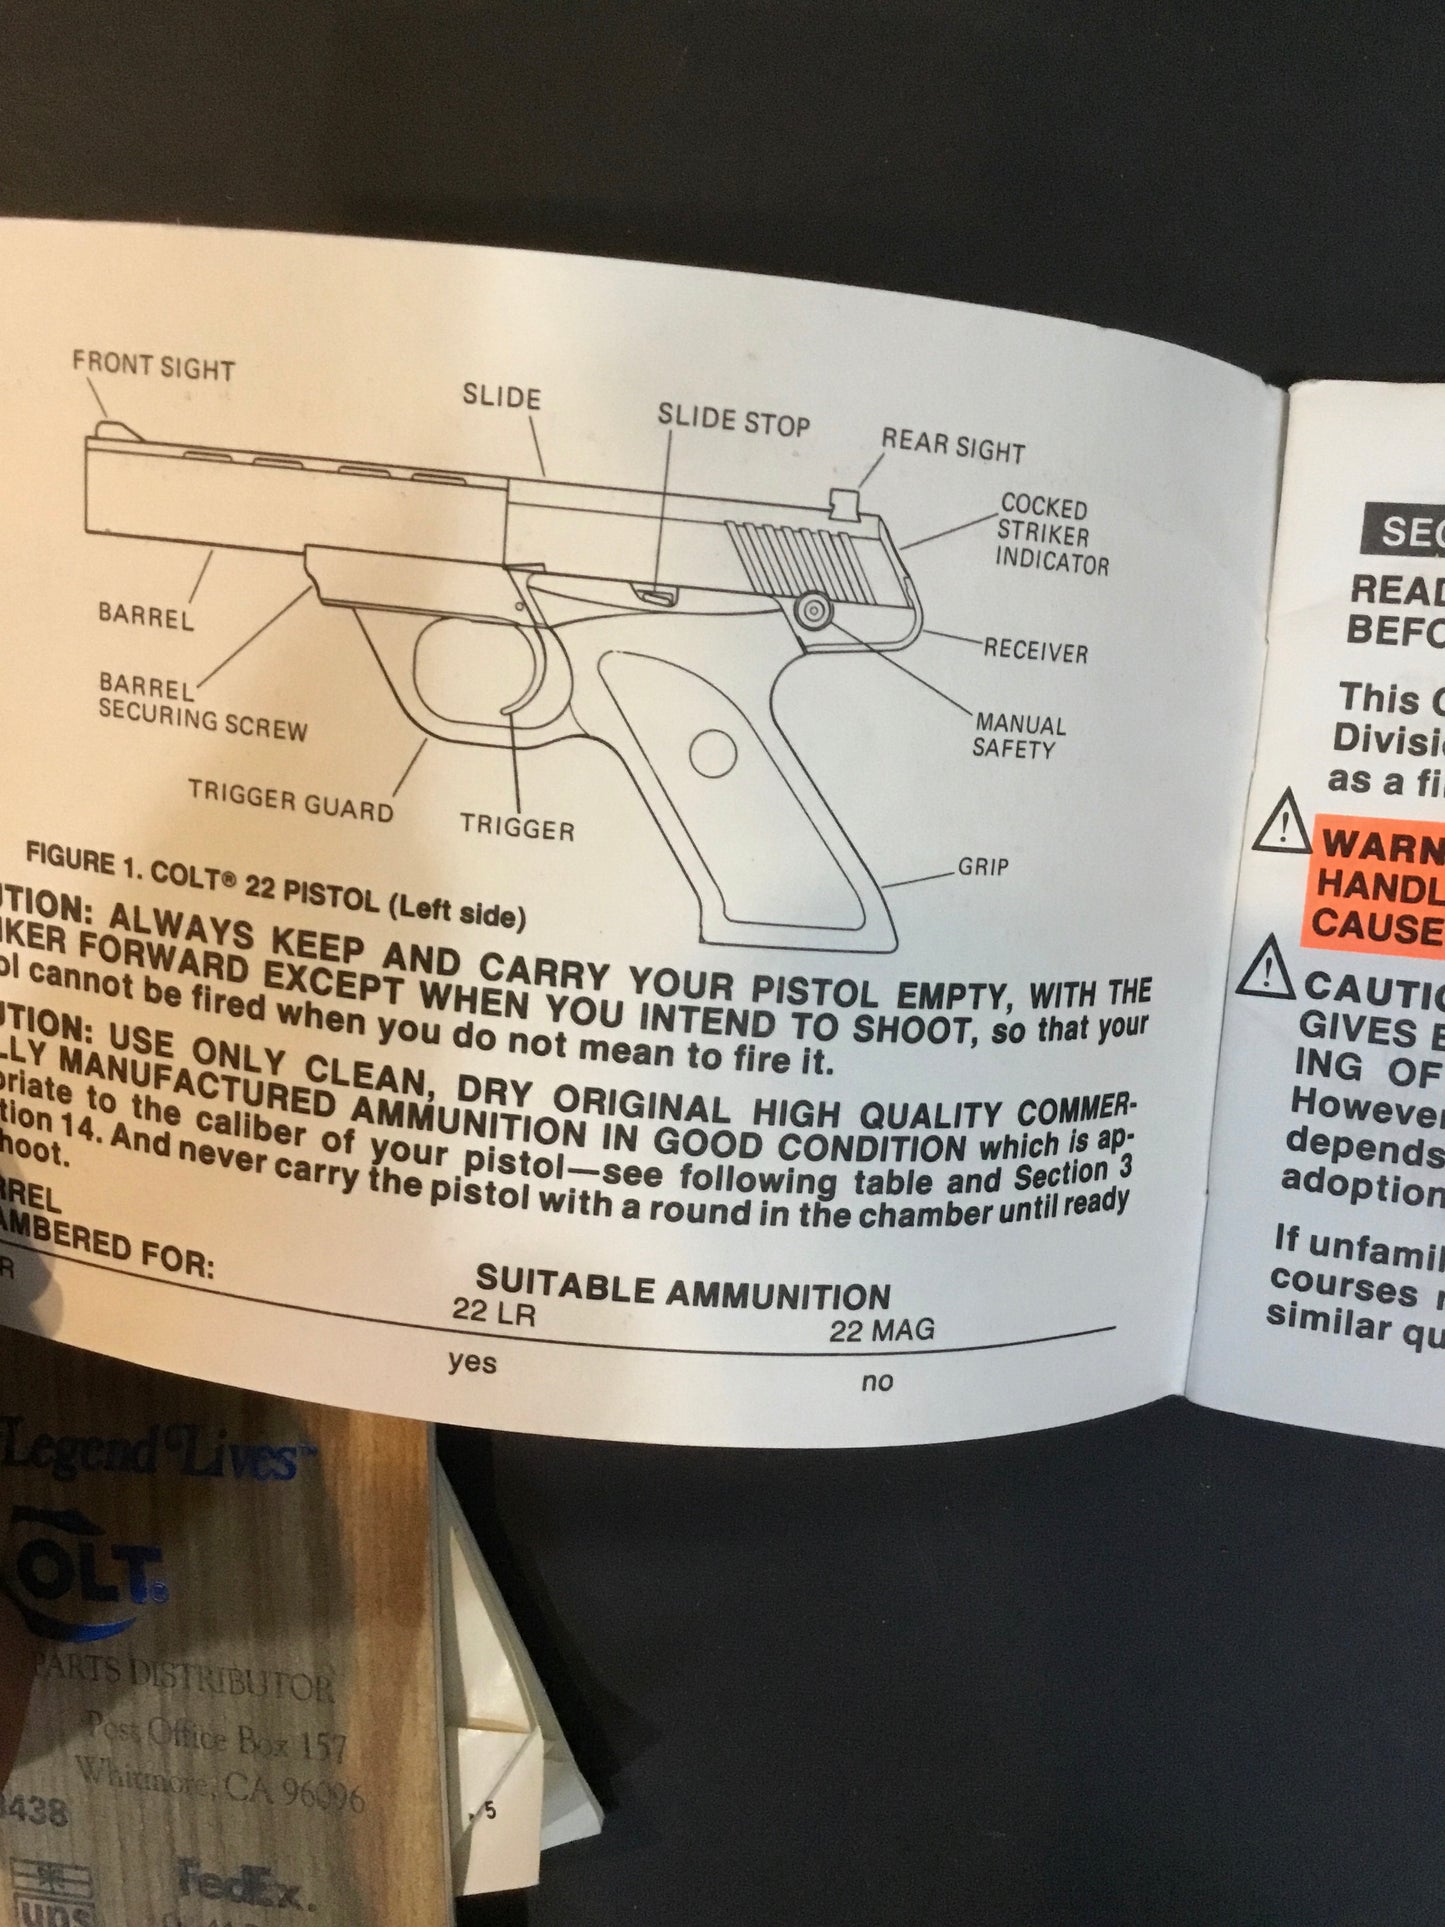 FRONT SIGHT
SLIDE
SLIDE STOP
REAR SIGHT
COCKED
STRIKER
INDICATOR
BARREL
RECEIVER
BARREL
SECURING SCREW
MANUAL
SAFETY
TRIGGER GUARD
TRIGGER
GRIP
FIGURE 1. COLT® 22 PISTOL (Left side)
UTION: ALWAYS KEEP AND CARRY YOUR PISTOL EMPTY, WITH THE
IKER FORWARD EXCEPT WHEN YOU INTEND TO SHOOT, so that your
ol cannot be fired when you do not mean to fire it.
UTION: USE ONLY CLEAN, DRY ORIGINAL HIGH QUALITY COMMER-
LLY MANUFACTURED AMMUNITION IN GOOD CONDITION which is ap-
priate to the caliber of your pistol—see following table and Section 3
tion 14. And never carry the pistol with a round in the chamber until ready
hoot.
RREL
AMBERED FOR:
SUITABLE AMMUNITION
22 LR 22 MAG
R yes no
SEC
READ
BEFO
This C
Divisi
as a fi
WARN
HANDL
CAUSE
CAUTIO
GIVES E
ING OF
However
depends
adoption
If unfamil
courses
similar qu
Legend Lives™
COLT®
PARTS DISTRIBUTOR
Post Office Box 157
Whitmore, CA 96096
3438
ups
FedEx.
5